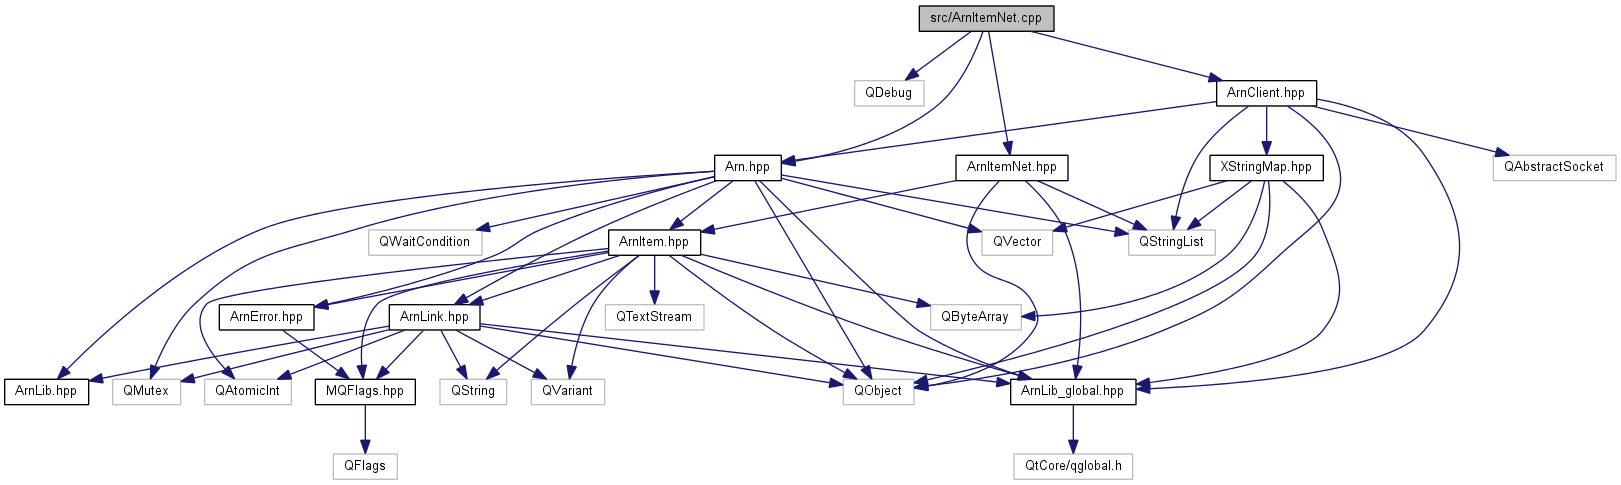 src/ArnItemNet.cpp
QDebug
ArnClient.hpp
Arn.hpp
ArnItemNet.hpp
XStringMap.hpp
QAbstractSocket
QWaitCondition
ArnItem.hpp
QVector
QStringList
ArnError.hpp
ArnLink.hpp
QTextStream
QByteArray
ArnLib.hpp
QMutex
QAtomicInt
MQFlags.hpp
QString
QVariant
QObject
ArnLib_global.hpp
QFlags
QtCore/qglobal.h